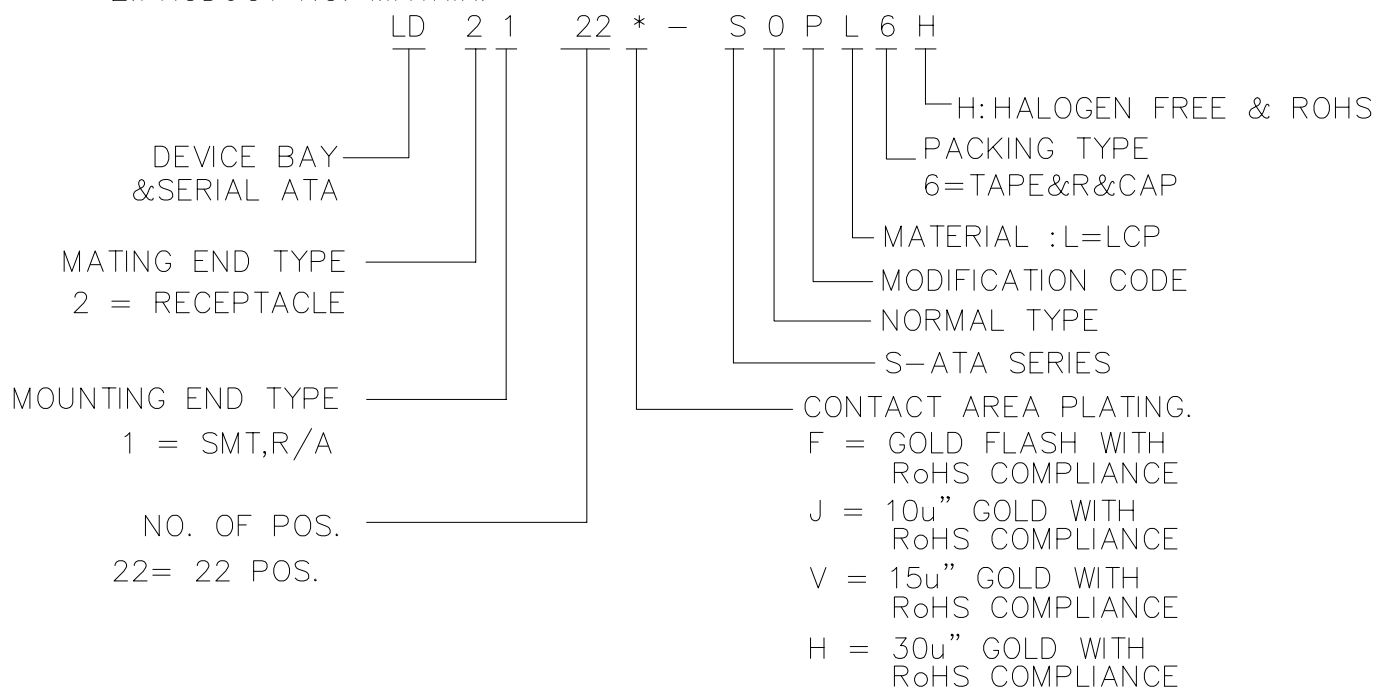 LD 2 1 22 * - S 0 P L 6 H
H: HALOGEN FREE & ROHS
DEVICE BAY
&SERIAL ATA
PACKING TYPE
6=TAPE&R&CAP
MATERIAL :L=LCP
MATING END TYPE
2 = RECEPTACLE
MODIFICATION CODE
NORMAL TYPE
S-ATA SERIES
MOUNTING END TYPE
1 = SMT,R/A
CONTACT AREA PLATING.
F = GOLD FLASH WITH
RoHS COMPLIANCE
J = 10u" GOLD WITH
RoHS COMPLIANCE
NO. OF POS.
22= 22 POS.
V = 15u" GOLD WITH
RoHS COMPLIANCE
H = 30u" GOLD WITH
RoHS COMPLIANCE